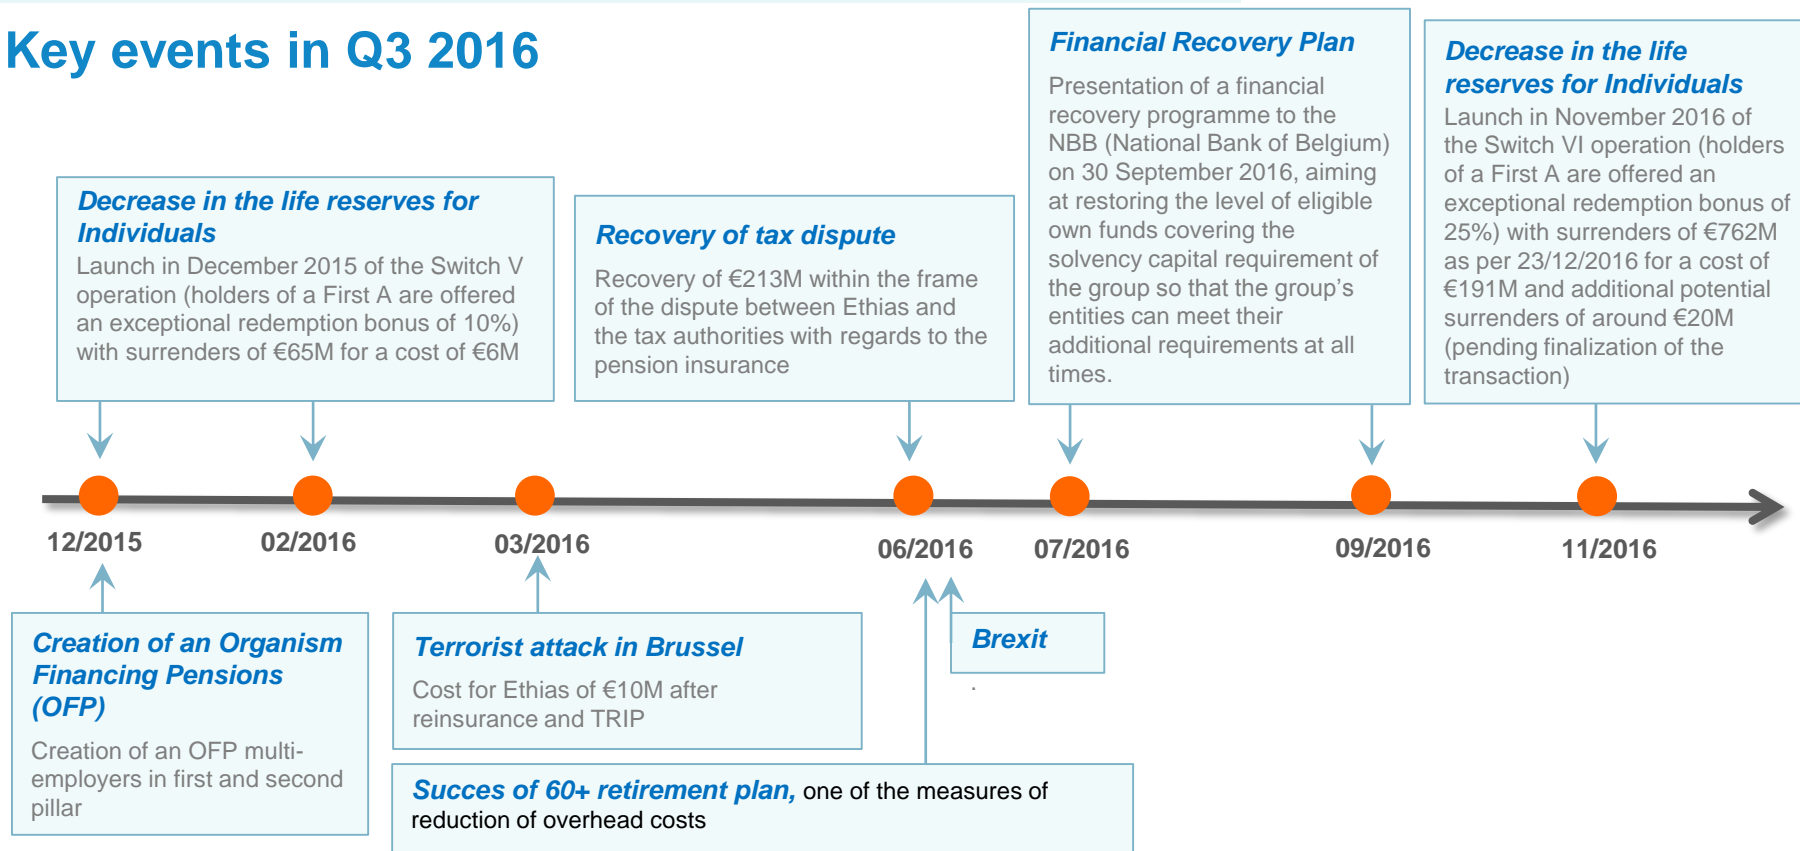 Key events in Q3 2016
Decrease in the life reserves for
Individuals
Launch in December 2015 of the Switch V
operation (holders of a First A are offered
an exceptional redemption bonus of 10%)
with surrenders of €65M for a cost of €6M
Recovery of tax dispute
Recovery of €213M within the frame
of the dispute between Ethias and
the tax authorities with regards to the
pension insurance
Financial Recovery Plan
Presentation of a financial
recovery programme to the
NBB (National Bank of Belgium)
on 30 September 2016, aiming
at restoring the level of eligible
own funds covering the
solvency capital requirement of
the group so that the group's
entities can meet their
additional requirements at all
times.
Decrease in the life
reserves for Individuals
Launch in November 2016 of
the Switch VI operation (holders
of a First A are offered an
exceptional redemption bonus of
25%) with surrenders of €762M
as per 23/12/2016 for a cost of
€191M and additional potential
surrenders of around €20M
(pending finalization of the
transaction)
12/2015
02/2016
03/2016
06/2016
07/2016
09/2016
11/2016
Creation of an Organism
Financing Pensions
(OFP)
Creation of an OFP multi-
employers in first and second
pillar
Terrorist attack in Brussel
Cost for Ethias of €10M after
reinsurance and TRIP
Brexit
.
Succes of 60+ retirement plan, one of the measures of
reduction of overhead costs